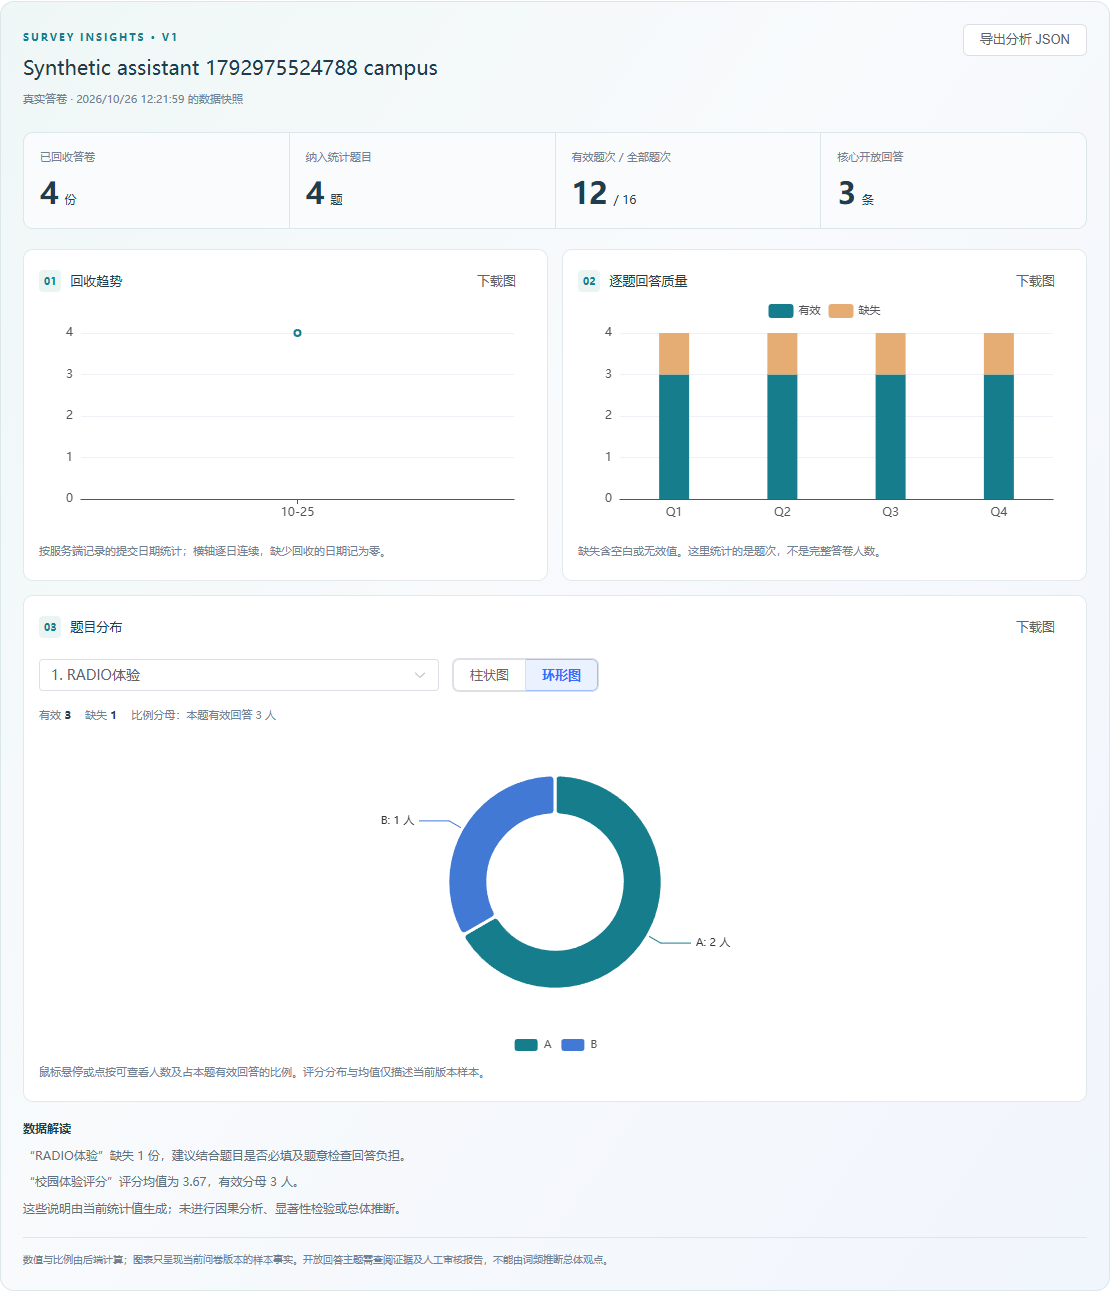 SURVEY INSIGHTS • V1
导出分析 JSON
Synthetic assistant 1792975524788 campus
真实答卷 · 2026/10/26 12:21:59 的数据快照
已回收答卷
4 份
纳入统计题目
4 题
有效题次 / 全部题次
12 / 16
核心开放回答
3 条
01 回收趋势
下载图
4
3
2
1
0
10-25
按服务端记录的提交日期统计；横轴逐日连续，缺少回收的日期记为零。
02 逐题回答质量
下载图
有效 缺失
4
3
2
1
0
Q1 Q2 Q3 Q4
缺失含空白或无效值。这里统计的是题次，不是完整答卷人数。
03 题目分布
下载图
1. RADIO体验
柱状图 环形图
有效 3 缺失 1 比例分母：本题有效回答 3 人
B: 1 人
A: 2 人
A B
鼠标悬停或点按可查看人数及占本题有效回答的比例。评分分布与均值仅描述当前版本样本。
数据解读
“RADIO体验”缺失 1 份，建议结合题目是否必填及题意检查回答负担。
“校园体验评分”评分均值为 3.67，有效分母 3 人。
这些说明由当前统计值生成；未进行因果分析、显著性检验或总体推断。
数值与比例由后端计算；图表只呈现当前问卷版本的样本事实。开放回答主题需查阅证据及人工审核报告，不能由词频推断总体观点。